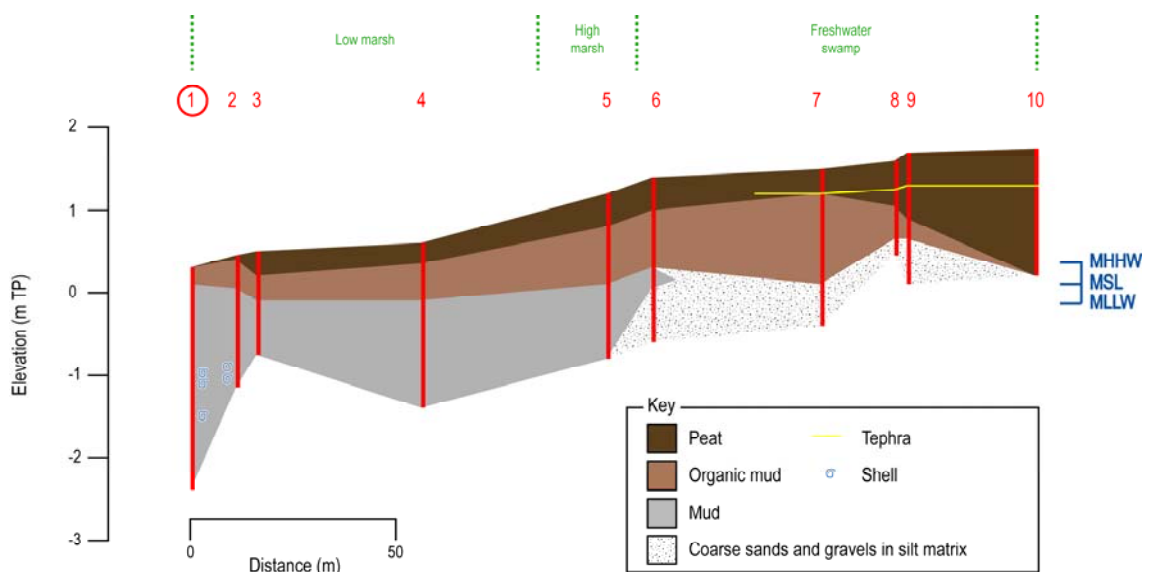 Low marsh
High
marsh
Freshwater
swamp
1 2 3 4 5 6 7 8 9 10
2
1
0
-1
-2
-3
Elevation (m TP)
MHHW
MSL
MLLW
0 50
Distance (m)
Key
Peat
Tephra
Organic mud
Shell
Mud
Coarse sands and gravels in silt matrix